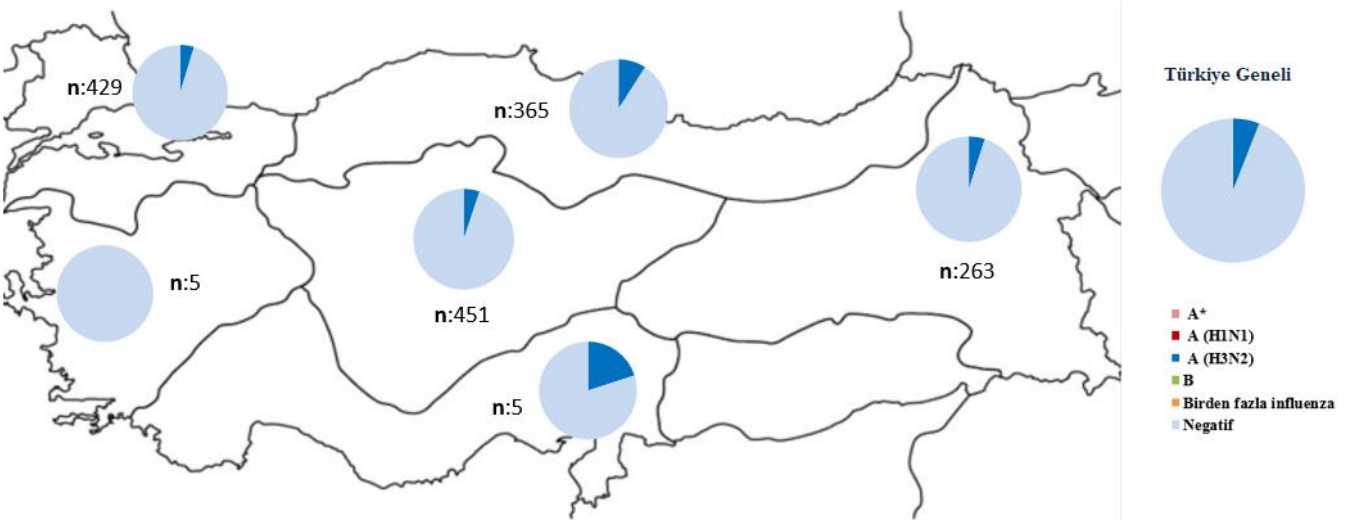 n:429
n:365
n:5
n:451
n:263
n:5
Türkiye Geneli
A*
A (H1N1)
A (H3N2)
B
Birden fazla influenza
Negatif